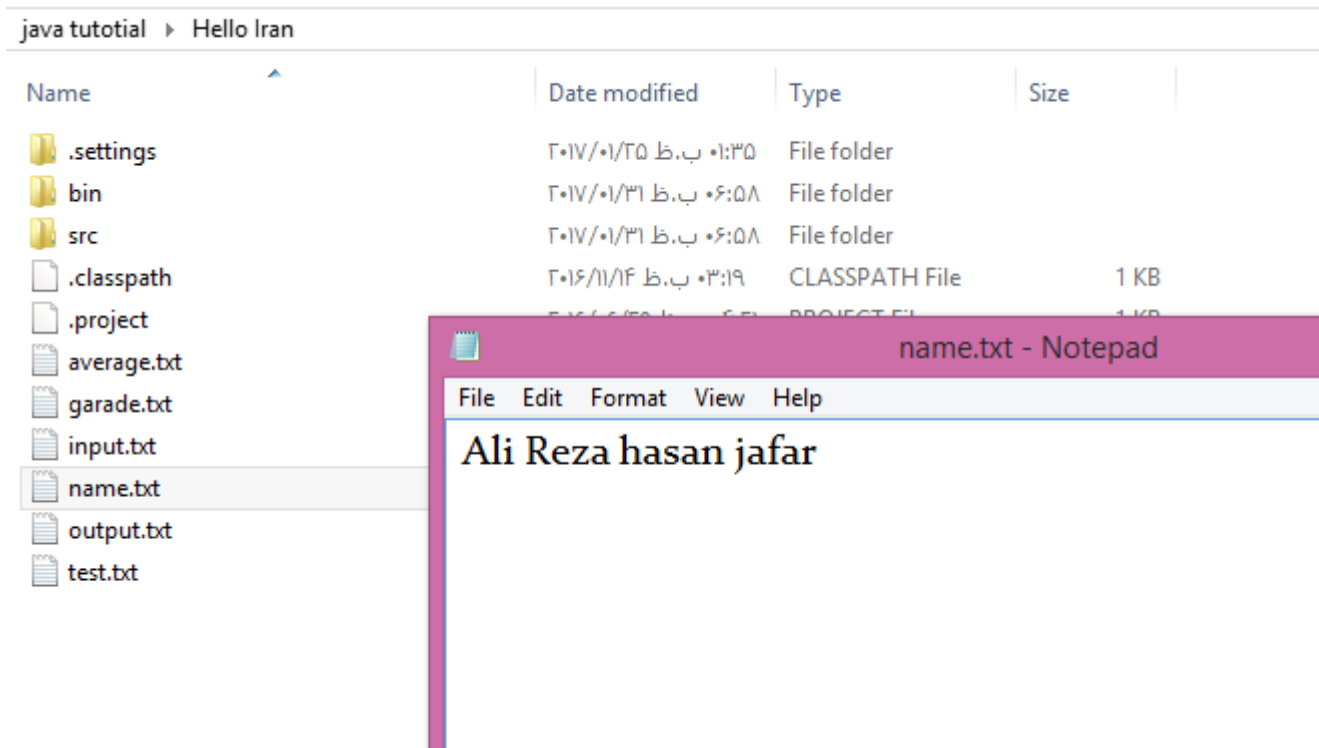 java tutotial Hello Iran
Name Date modified Type Size
.settings ۲۰۱۷/۰۱/۲۵ ب.ظ ۰۱:۳۵ File folder
bin ۲۰۱۷/۰۱/۳۱ ب.ظ ۰۶:۵۸ File folder
src ۲۰۱۷/۰۱/۳۱ ب.ظ ۰۶:۵۸ File folder
.classpath ۲۰۱۶/۱۱/۱۴ ب.ظ ۰۳:۱۹ CLASSPATH File 1 KB
.project
average.txt
garade.txt
input.txt
name.txt
output.txt
test.txt
name.txt - Notepad
File Edit Format View Help
Ali Reza hasan jafar